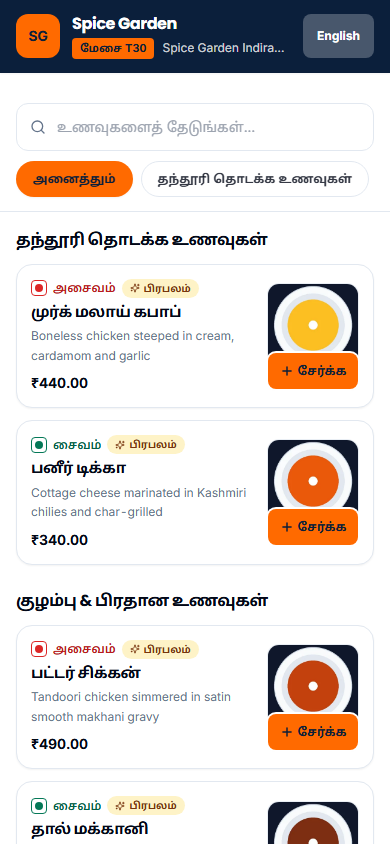 SG
Spice Garden
மேசை T30
Spice Garden Indira...
English
உணவுகளைத் தேடுங்கள்...
அனைத்தும்
தந்தூரி தொடக்க உணவுகள்
தந்தூரி தொடக்க உணவுகள்
அசைவம்
பிரபலம்
முர்க் மலாய் கபாப்
Boneless chicken steeped in cream,
cardamom and garlic
₹440.00
+ சேர்க்க
சைவம்
பிரபலம்
பனீர் டிக்கா
Cottage cheese marinated in Kashmiri
chilies and char-grilled
₹340.00
+ சேர்க்க
குழம்பு & பிரதான உணவுகள்
அசைவம்
பிரபலம்
பட்டர் சிக்கன்
Tandoori chicken simmered in satin
smooth makhani gravy
₹490.00
+ சேர்க்க
சைவம்
பிரபலம்
தால் மக்கானி